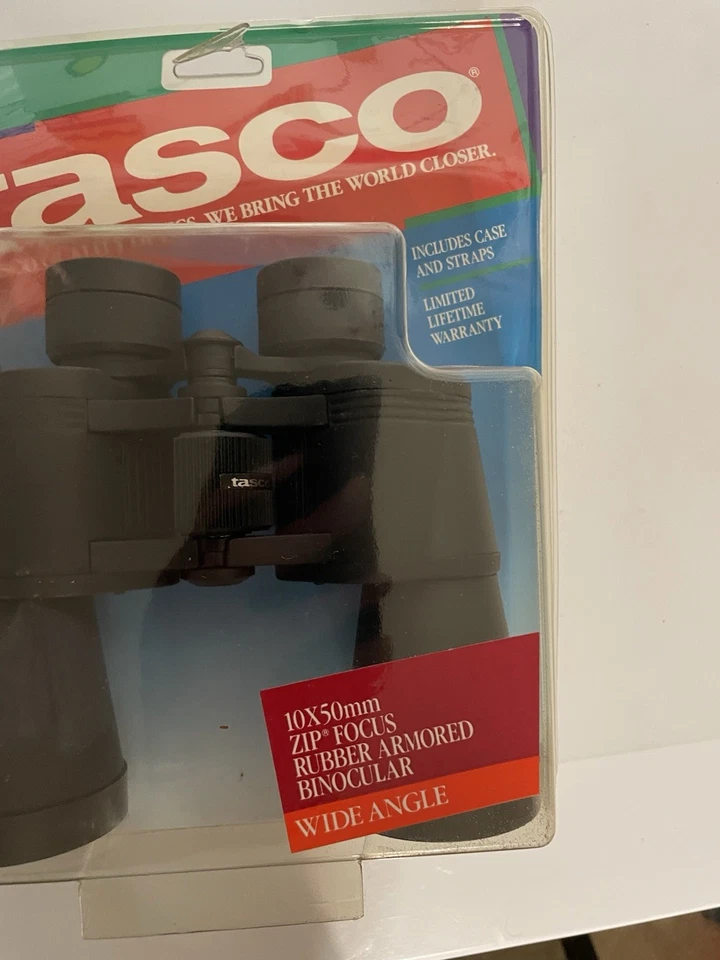 tasco®
WE BRING THE WORLD CLOSER.
INCLUDES CASE
AND STRAPS
LIMITED
LIFETIME
WARRANTY
tasco
10X50mm
ZIP® FOCUS
RUBBER ARMORED
BINOCULAR
WIDE ANGLE